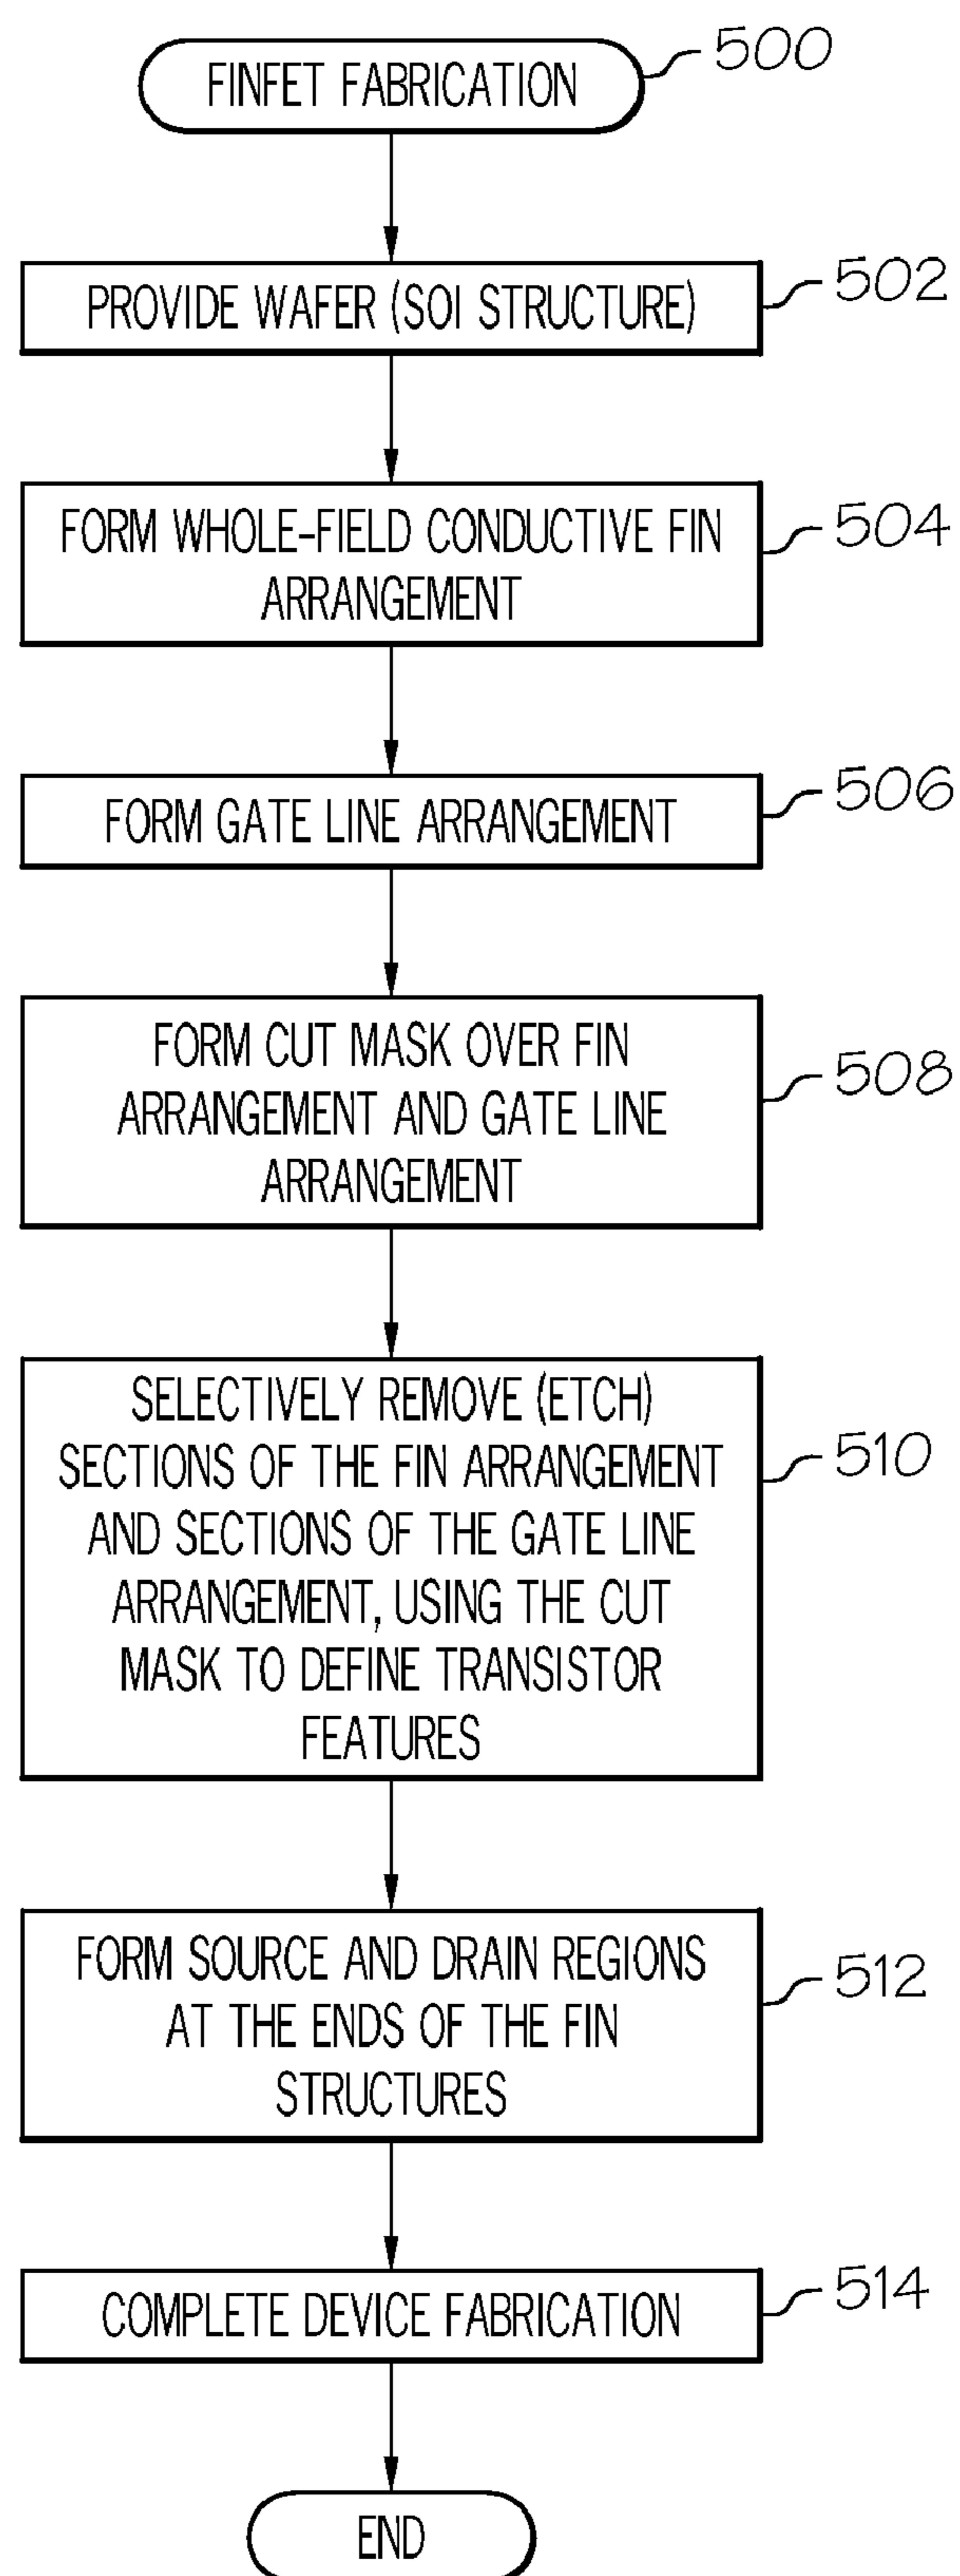 FINFET FABRICATION
500
PROVIDE WAFER (SOI STRUCTURE)
502
FORM WHOLE-FIELD CONDUCTIVE FIN
ARRANGEMENT
504
FORM GATE LINE ARRANGEMENT
506
FORM CUT MASK OVER FIN
ARRANGEMENT AND GATE LINE
ARRANGEMENT
508
SELECTIVELY REMOVE (ETCH)
SECTIONS OF THE FIN ARRANGEMENT
AND SECTIONS OF THE GATE LINE
ARRANGEMENT, USING THE CUT
MASK TO DEFINE TRANSISTOR
FEATURES
510
FORM SOURCE AND DRAIN REGIONS
AT THE ENDS OF THE FIN
STRUCTURES
512
COMPLETE DEVICE FABRICATION
514
END